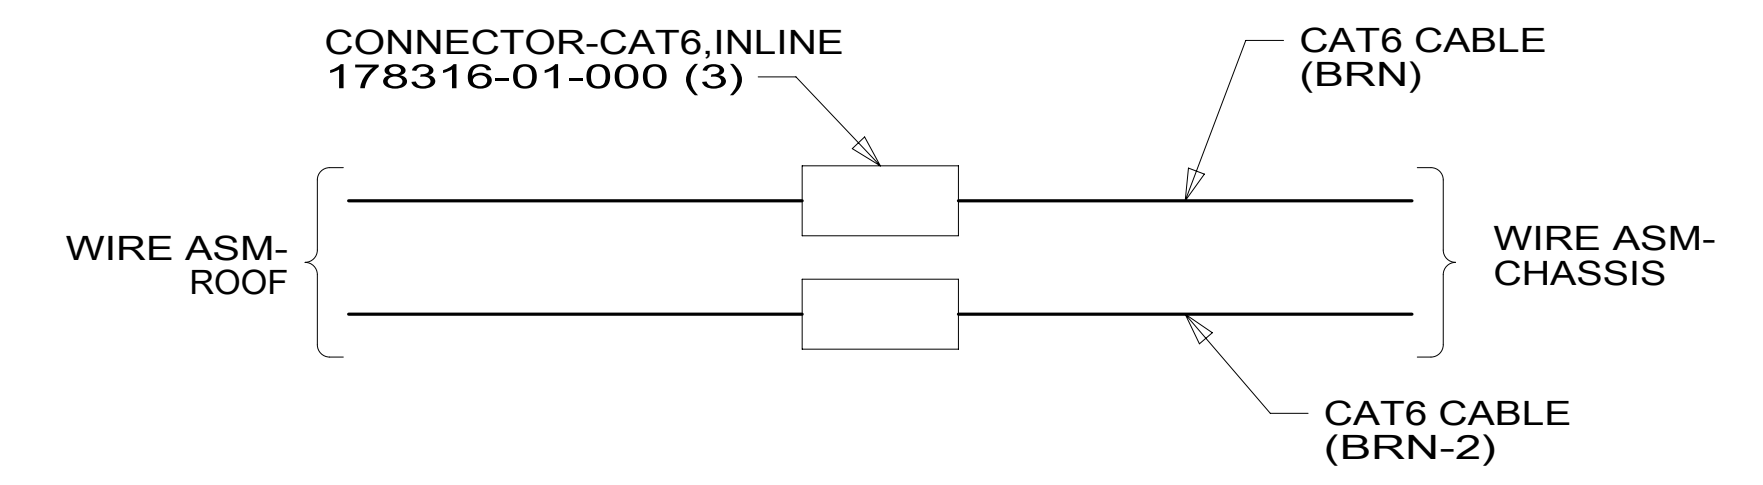 CONNECTOR-CAT6,INLINE
178316-01-000 (3)
CAT6 CABLE
(BRN)
WIRE ASM-
ROOF
WIRE ASM-
CHASSIS
CAT6 CABLE
(BRN-2)